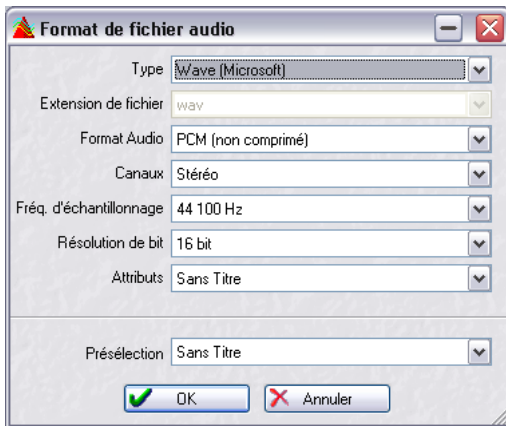 Format de fichier audio
Type Wave (Microsoft)
Extension de fichier wav
Format Audio PCM (non comprimé)
Canaux Stéréo
Fréq. d'échantillonnage 44 100 Hz
Résolution de bit 16 bit
Attributs Sans Titre
Présélection Sans Titre
OK Annuler